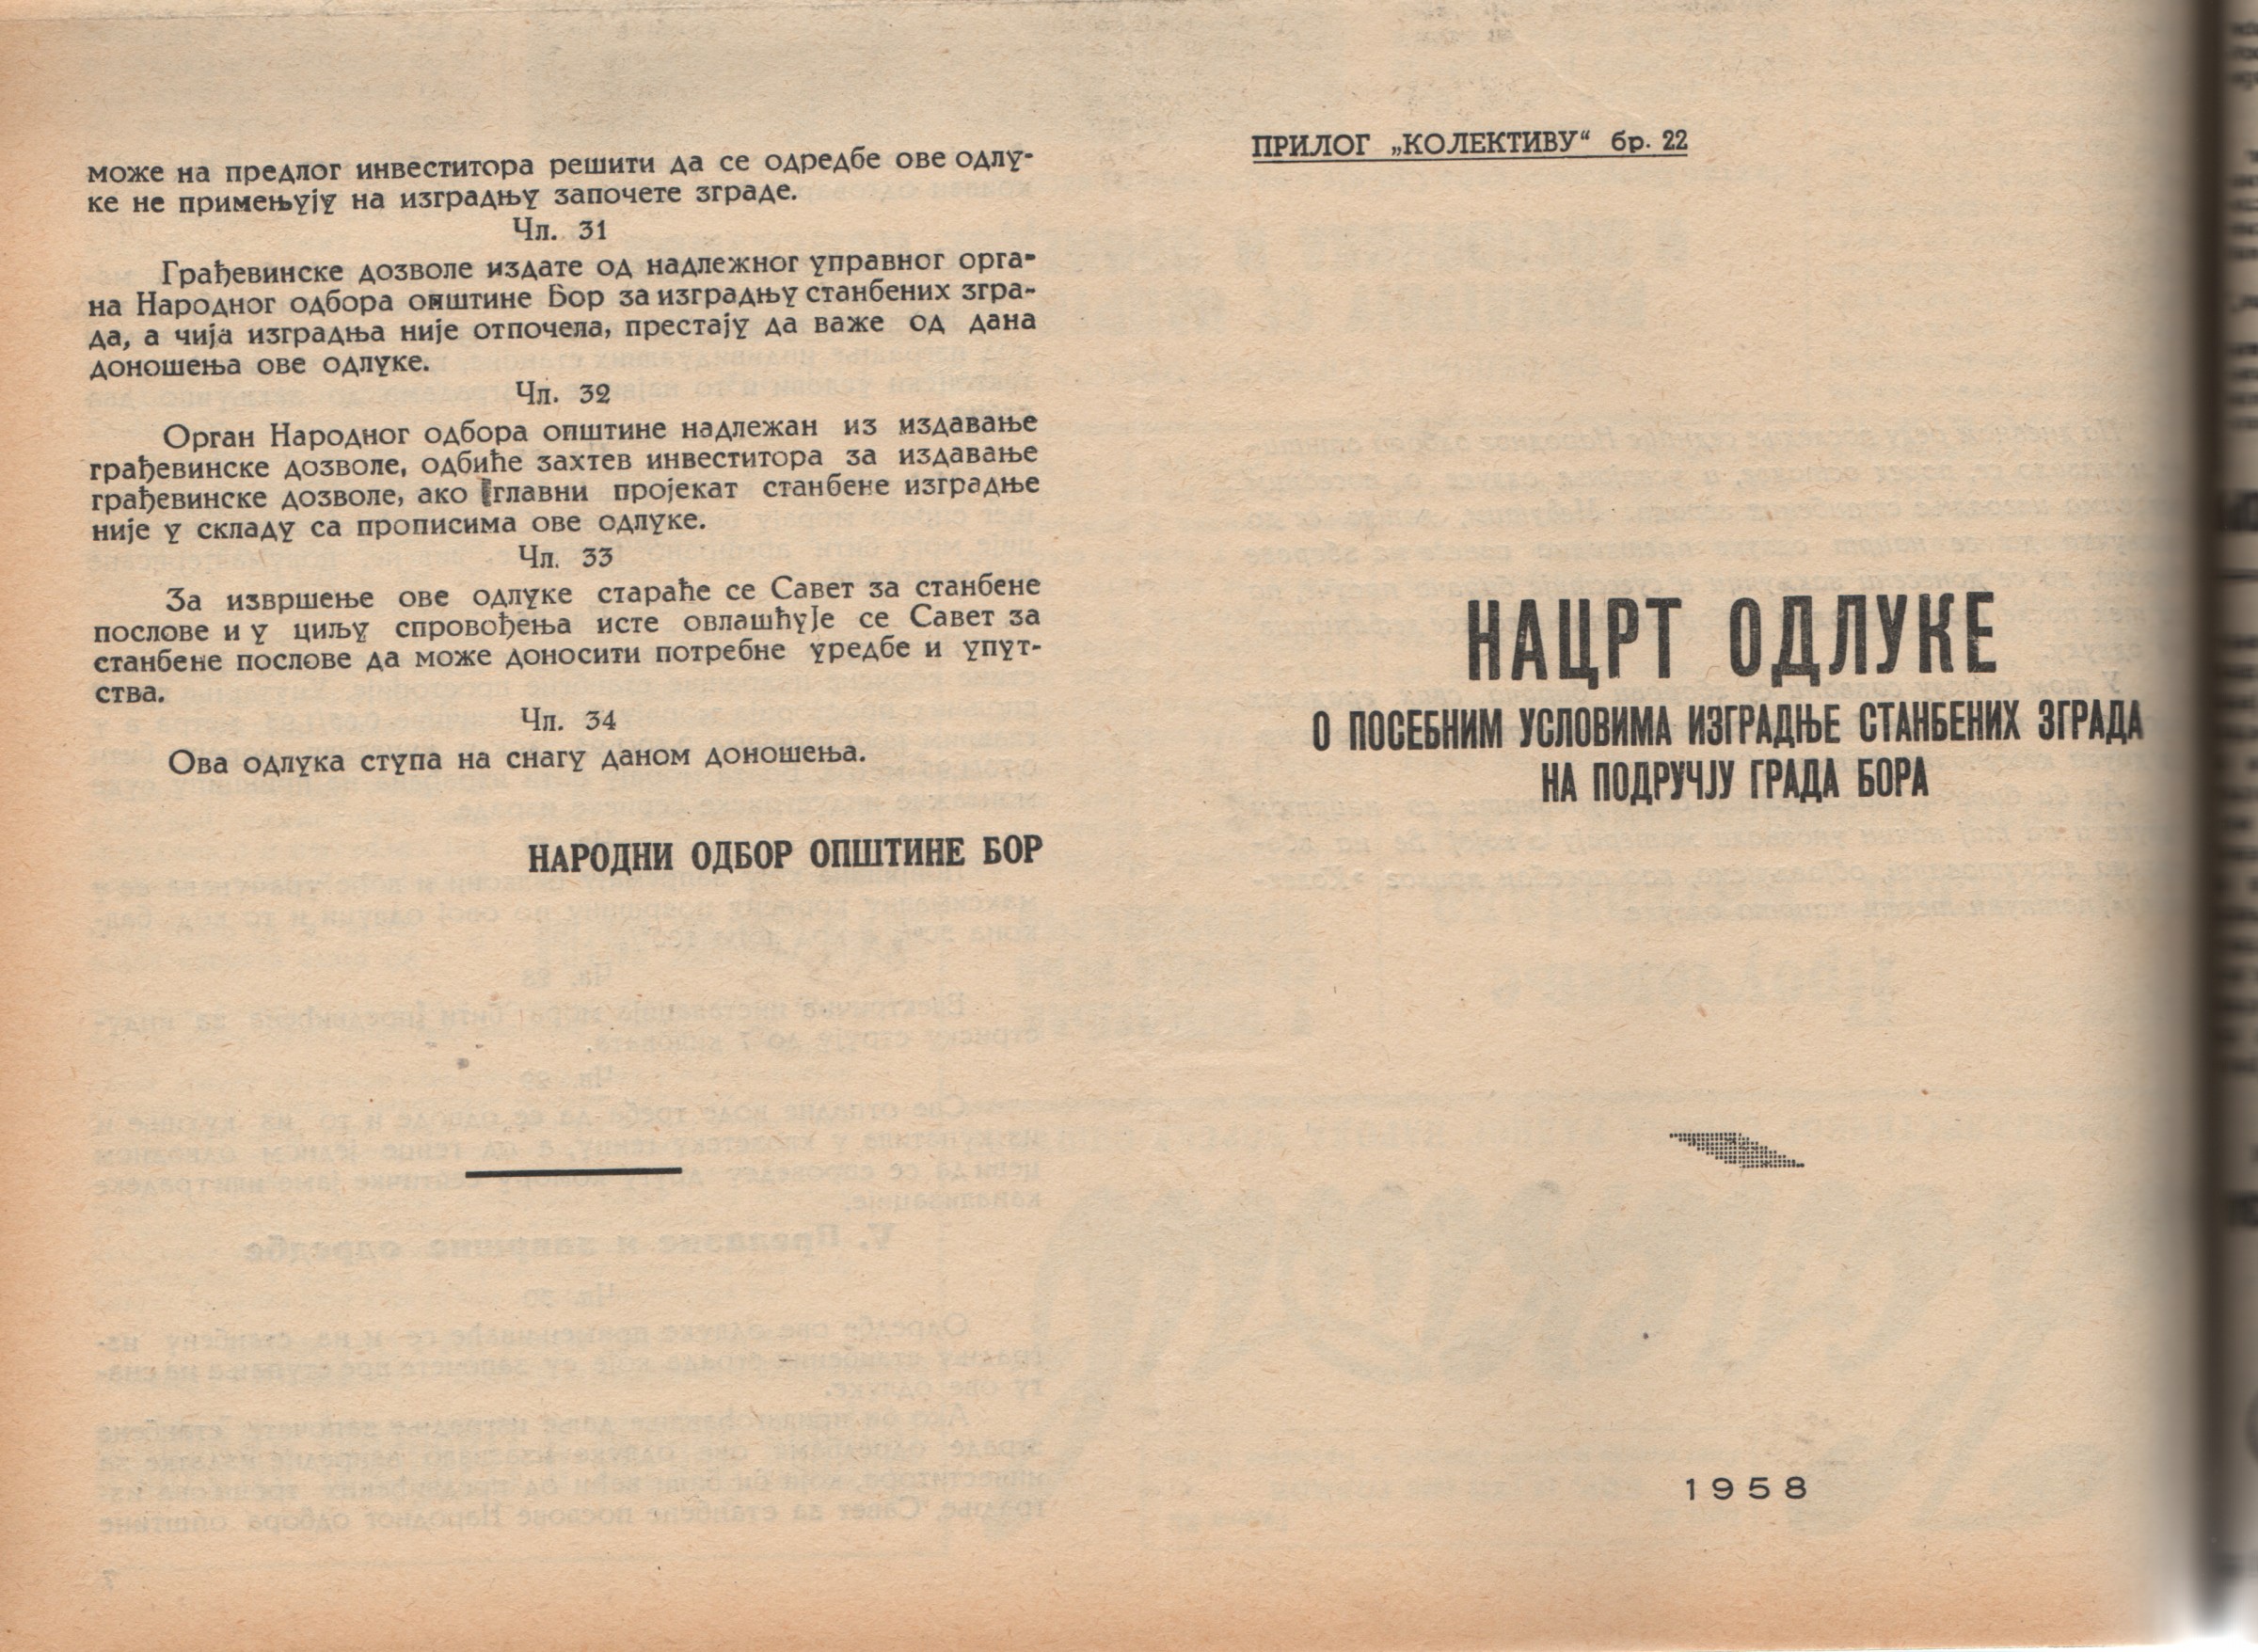 може на предлог инвеститора решити да се одредбе ове одлу-
ке не примењују на изградњу започете зграде.
Чл. 31
Грађевинске дозволе издате од надлежног управног орга-
на Народног одбора општине Бор за изградњу станбених згра-
да, а чија изградња није отпочела, престају да важе од дана
доношења ове одлуке.
Чл. 32
Орган Народног одбора општине надлежан из издавање
грађевинске дозволе, одбиће захтев инвеститора за издавање
грађевинске дозволе, ако главни пројекат станбене изградње
није у складу са прописима ове одлуке.
Чл. 33
За извршење ове одлуке стараће се Савет за станбене
послове и у циљу спровођења исте овлашћује се Савет за
станбене послове да може доносити потребне уредбе и упут-
ства.
Чл. 34
Ова одлука ступа на снагу даном доношења.
НАРОДНИ ОДБОР ОПШТИНЕ БОР
ПРИЛОГ „КОЛЕКТИВУ“ бр. 22
НАЦРТ ОДЛУКЕ
О ПОСЕБНИМ УСЛОВИМА ИЗГРАДЊЕ СТАНБЕНИХ ЗГРАДА
НА ПОДРУЧЈУ ГРАДА БОРА
1958